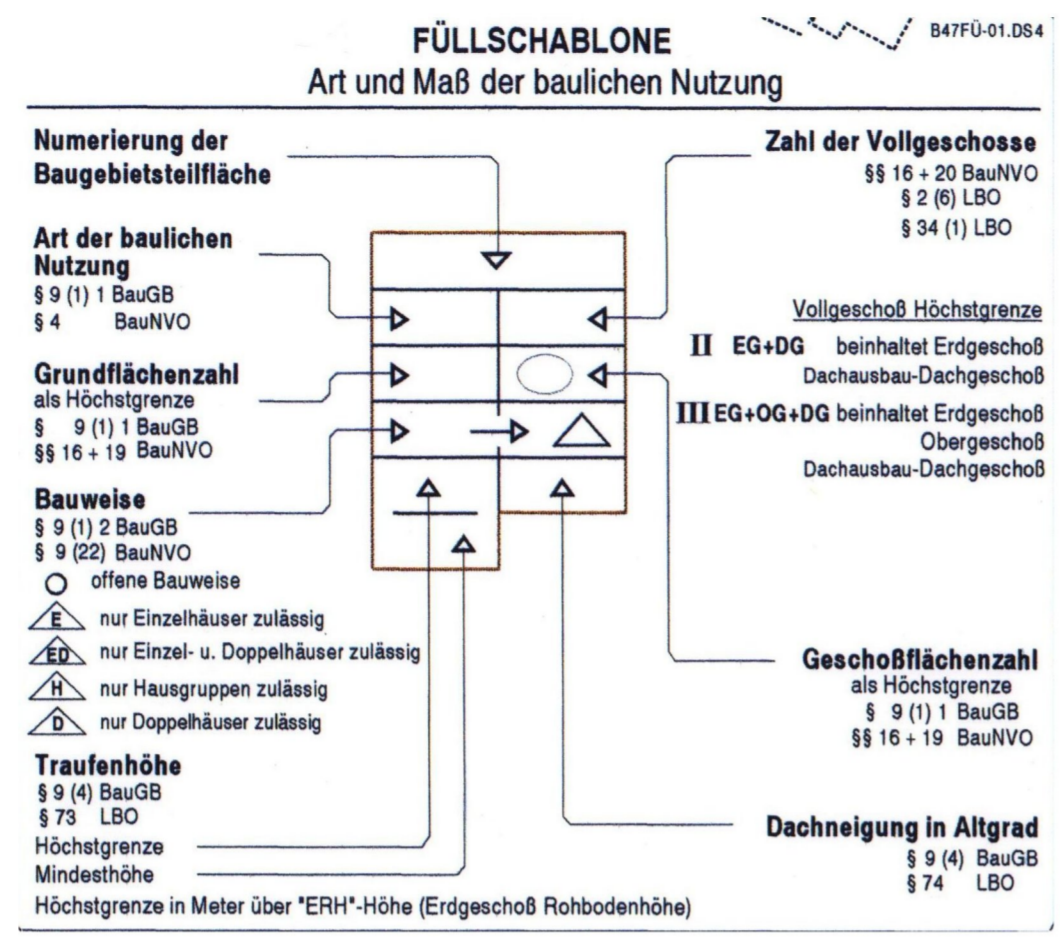 B47FÜ-01.DS4
FÜLLSCHABLONE
Art und Maß der baulichen Nutzung
Numerierung der
Baugebietsteilfläche
Art der baulichen
Nutzung
§ 9 (1) 1 BauGB
§ 4 BauNVO
Grundflächenzahl
als Höchstgrenze
§ 9 (1) 1 BauGB
§§ 16 + 19 BauNVO
Bauweise
§ 9 (1) 2 BauGB
§ 9 (22) BauNVO
offene Bauweise
E nur Einzelhäuser zulässig
ED nur Einzel- u. Doppelhäuser zulässig
H nur Hausgruppen zulässig
D nur Doppelhäuser zulässig
Traufenhöhe
§ 9 (4) BauGB
§ 73 LBO
Höchstgrenze
Mindesthöhe
Höchstgrenze in Meter über "ERH"-Höhe (Erdgeschoß Rohbodenhöhe)
Zahl der Vollgeschosse
§§ 16 + 20 BauNVO
§ 2 (6) LBO
§ 34 (1) LBO
Vollgeschoß Höchstgrenze
II EG+DG beinhaltet Erdgeschoß
Dachausbau-Dachgeschoß
III EG+OG+DG beinhaltet Erdgeschoß
Obergeschoß
Dachausbau-Dachgeschoß
Geschoßflächenzahl
als Höchstgrenze
§ 9 (1) 1 BauGB
§§ 16 + 19 BauNVO
Dachneigung in Altgrad
§ 9 (4) BauGB
§ 74 LBO